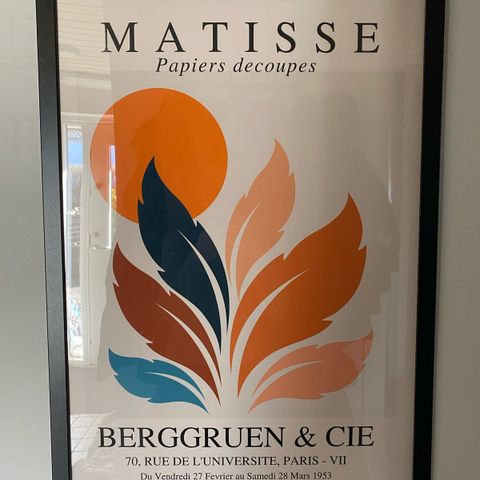 MATISSE
Papiers decoupes
BERGGRUEN & CIE
70, RUE DE L'UNIVERSITE, PARIS - VII
Du Vendredi 27 Fevrier au Samedi 28 Mars 1953